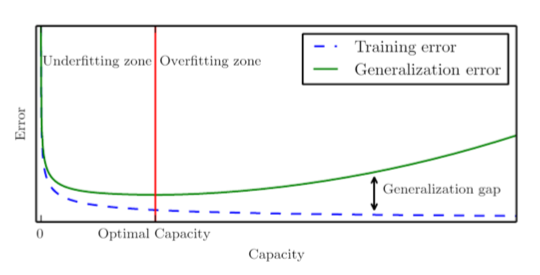 Training error
Generalization error
Underfitting zone
Overfitting zone
Error
Generalization gap
0
Optimal Capacity
Capacity